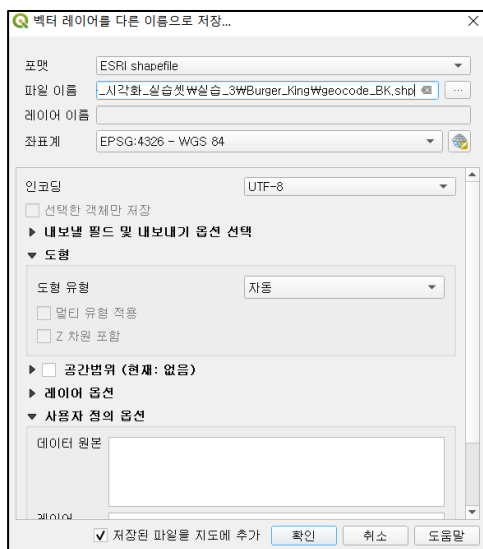 벡터 레이어를 다른 이름으로 저장...
포맷 ESRI shapefile
파일 이름 _시각화_실습셋₩실습_3₩Burger_King₩geocode_BK.shp
레이어 이름
좌표계 EPSG:4326 - WGS 84
인코딩 UTF-8
선택한 객체만 저장
내보낼 필드 및 내보내기 옵션 선택
도형
도형 유형 자동
멀티 유형 적용
Z 차원 포함
공간범위 (현재: 없음)
레이어 옵션
사용자 정의 옵션
데이터 원본
레이어
저장된 파일을 지도에 추가 확인 취소 도움말